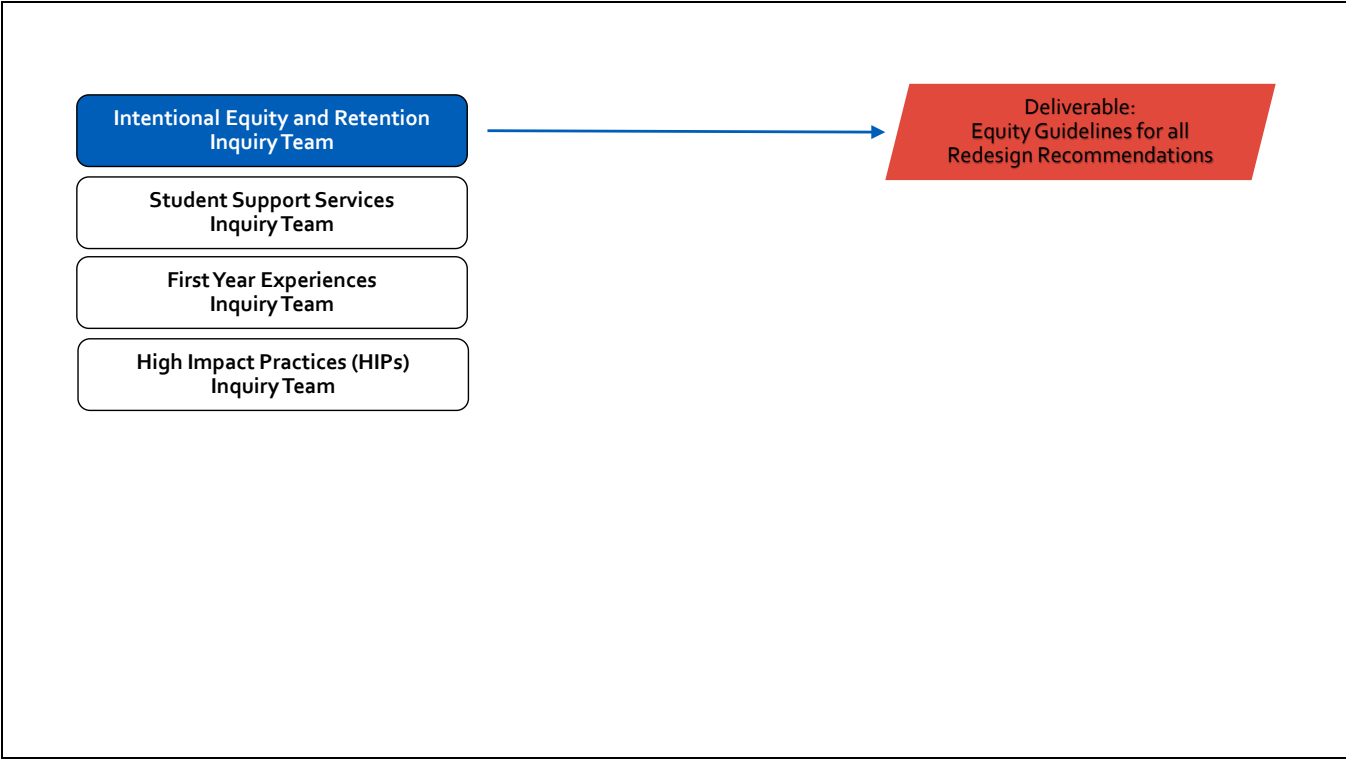 Intentional Equity and Retention
Inquiry Team
Deliverable:
Equity Guidelines for all
Redesign Recommendations
Student Support Services
Inquiry Team
First Year Experiences
Inquiry Team
High Impact Practices (HIPs)
Inquiry Team